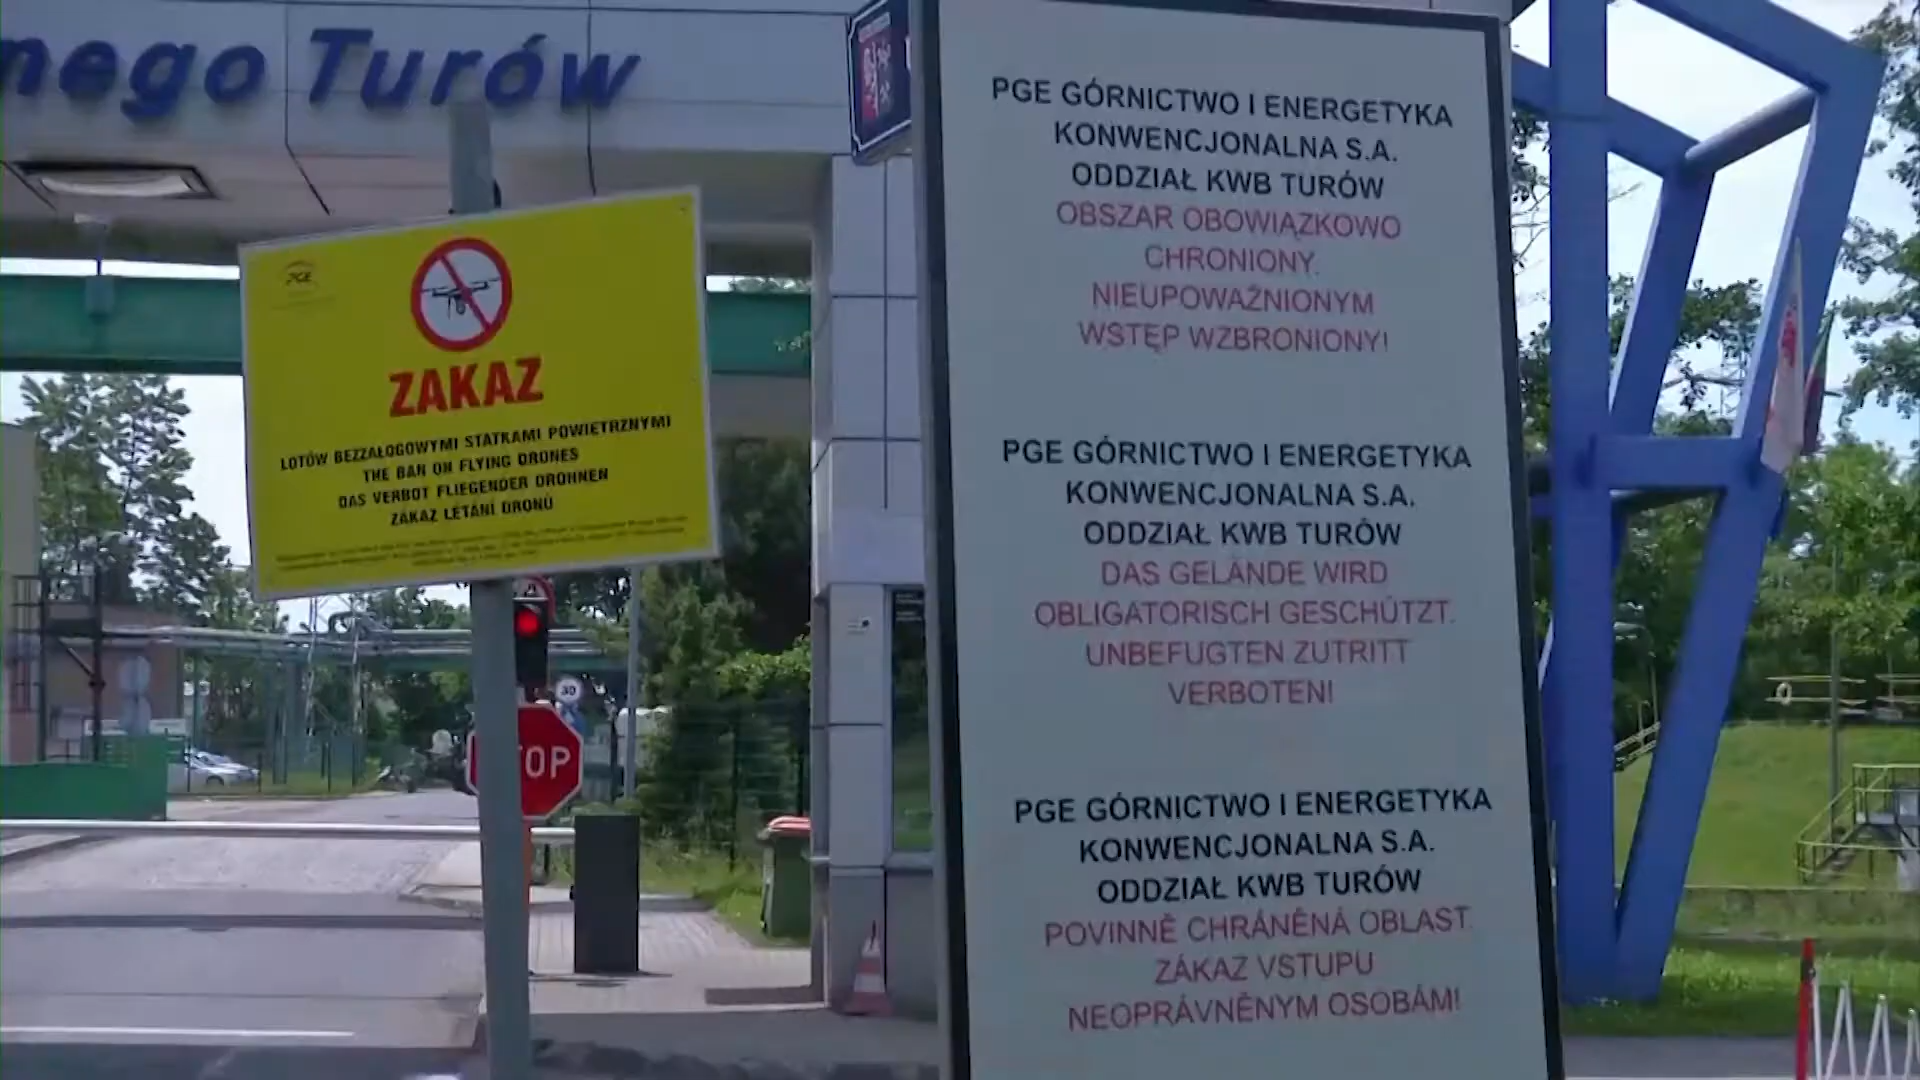 nego Turów
PGE
ZAKAZ
LOTÓW BEZZAŁOGOWYMI STATKAMI POWIETRZNYMI
THE BAN ON FLYING DRONES
DAS VERBOT FLIEGENDER DROHNEN
ZÁKAZ LÉTÁNÍ DRONŮ
30
STOP
PGE GÓRNICTWO I ENERGETYKA
KONWENCJONALNA S.A.
ODDZIAŁ KWB TURÓW
OBSZAR OBOWIĄZKOWO
CHRONIONY.
NIEUPOWAŻNIONYM
WSTĘP WZBRONIONY!
PGE GÓRNICTWO I ENERGETYKA
KONWENCJONALNA S.A.
ODDZIAŁ KWB TURÓW
DAS GELÄNDE WIRD
OBLIGATORISCH GESCHÜTZT.
UNBEFUGTEN ZUTRITT
VERBOTEN!
PGE GÓRNICTWO I ENERGETYKA
KONWENCJONALNA S.A.
ODDZIAŁ KWB TURÓW
POVINNĚ CHRÁNĚNÁ OBLAST.
ZÁKAZ VSTUPU
NEOPRÁVNĚNÝM OSOBÁM!